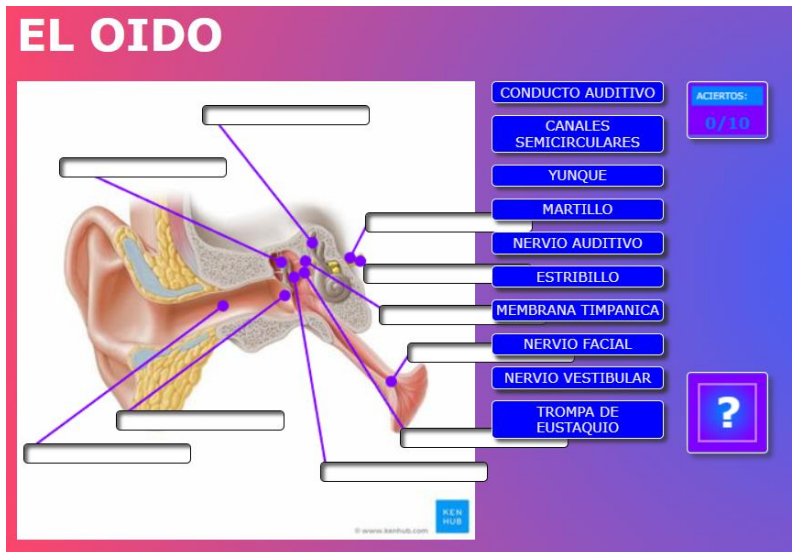 EL OIDO
CONDUCTO AUDITIVO
CANALES
SEMICIRCULARES
YUNQUE
MARTILLO
NERVIO AUDITIVO
ESTRIBILLO
MEMBRANA TIMPANICA
NERVIO FACIAL
NERVIO VESTIBULAR
TROMPA DE
EUSTAQUIO
ACIERTOS:
0/10
?
KEN
HUB
© www.kenhub.com